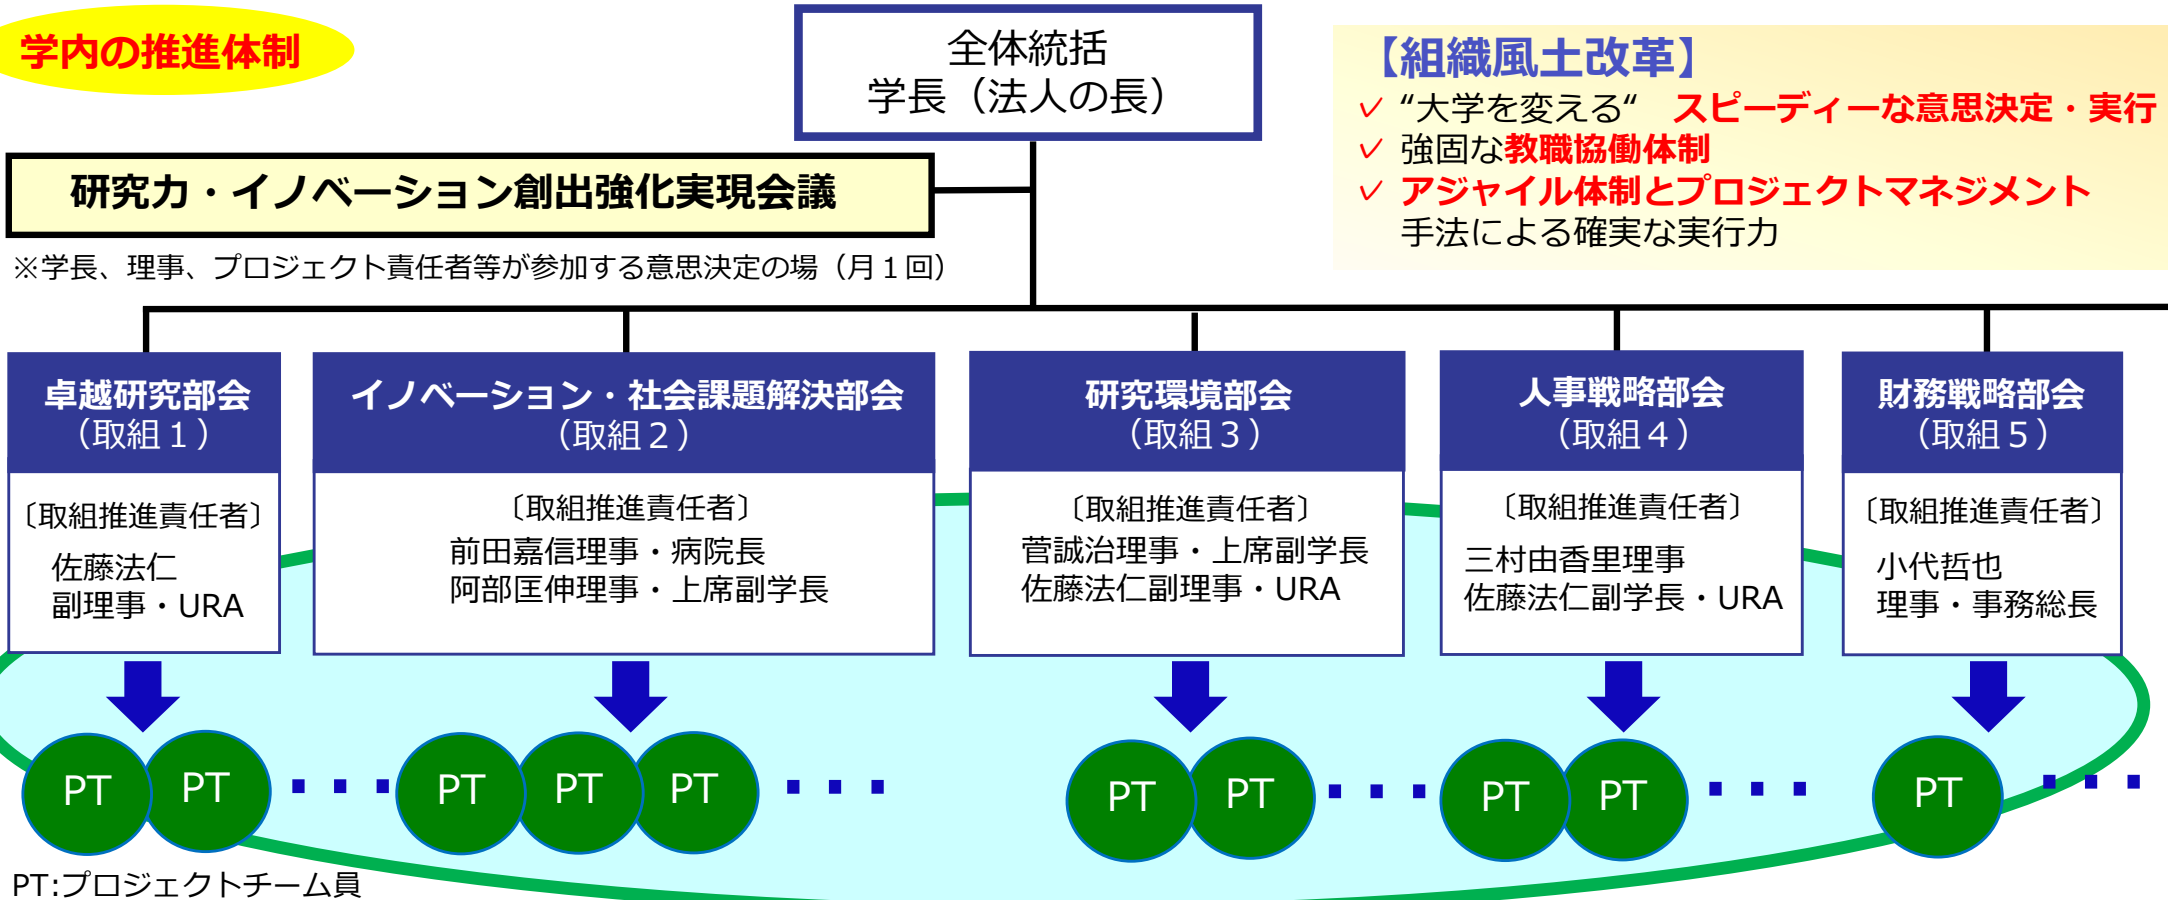 学内の推進体制
全体統括
学長（法人の長）
【組織風土改革】
✓ “大学を変える“　スピーディーな意思決定・実行
✓ 強固な教職協働体制
✓ アジャイル体制とプロジェクトマネジメント
手法による確実な実行力
研究力・イノベーション創出強化実現会議
※学長、理事、プロジェクト責任者等が参加する意思決定の場（月１回）
卓越研究部会
（取組１）
〔取組推進責任者〕
佐藤法仁
副理事・URA
イノベーション・社会課題解決部会
（取組２）
〔取組推進責任者〕
前田嘉信理事・病院長
阿部匡伸理事・上席副学長
研究環境部会
（取組３）
〔取組推進責任者〕
菅誠治理事・上席副学長
佐藤法仁副理事・URA
人事戦略部会
（取組４）
〔取組推進責任者〕
三村由香里理事
佐藤法仁副学長・URA
財務戦略部会
（取組５）
〔取組推進責任者〕
小代哲也
理事・事務総長
PT PT ・・・ PT PT PT ・・・ PT PT ・・・ PT PT ・・・ PT ・・・
PT:プロジェクトチーム員